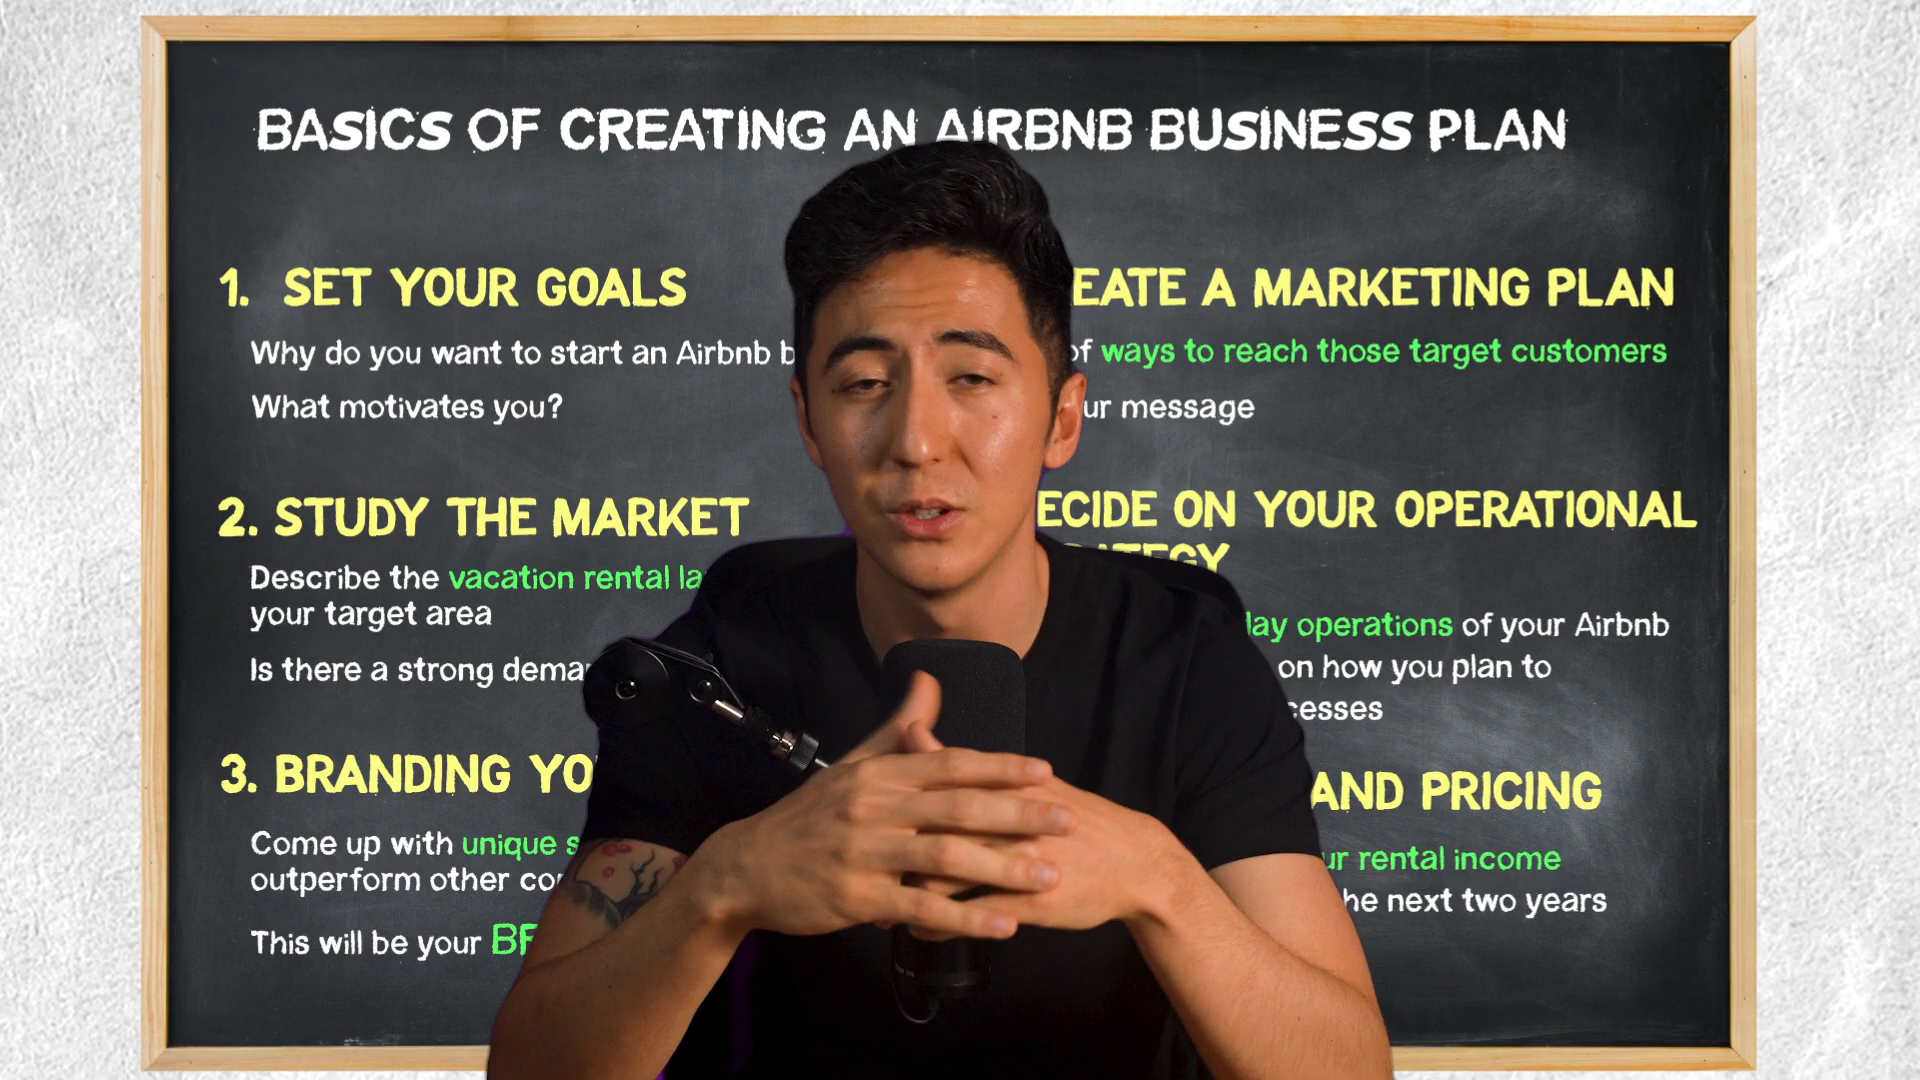 BASICS OF CREATING AN AIRBNB BUSINESS PLAN
1. SET YOUR GOALS
Why do you want to start an Airbnb b
What motivates you?
2. STUDY THE MARKET
Describe the vacation rental la
your target area
Is there a strong dema
3. BRANDING YO
Come up with unique s
outperform other co
This will be your BR
EATE A MARKETING PLAN
of ways to reach those target customers
ur message
ECIDE ON YOUR OPERATIONAL
ATEGY
day operations of your Airbnb
on how you plan to
cesses
AND PRICING
ur rental income
he next two years